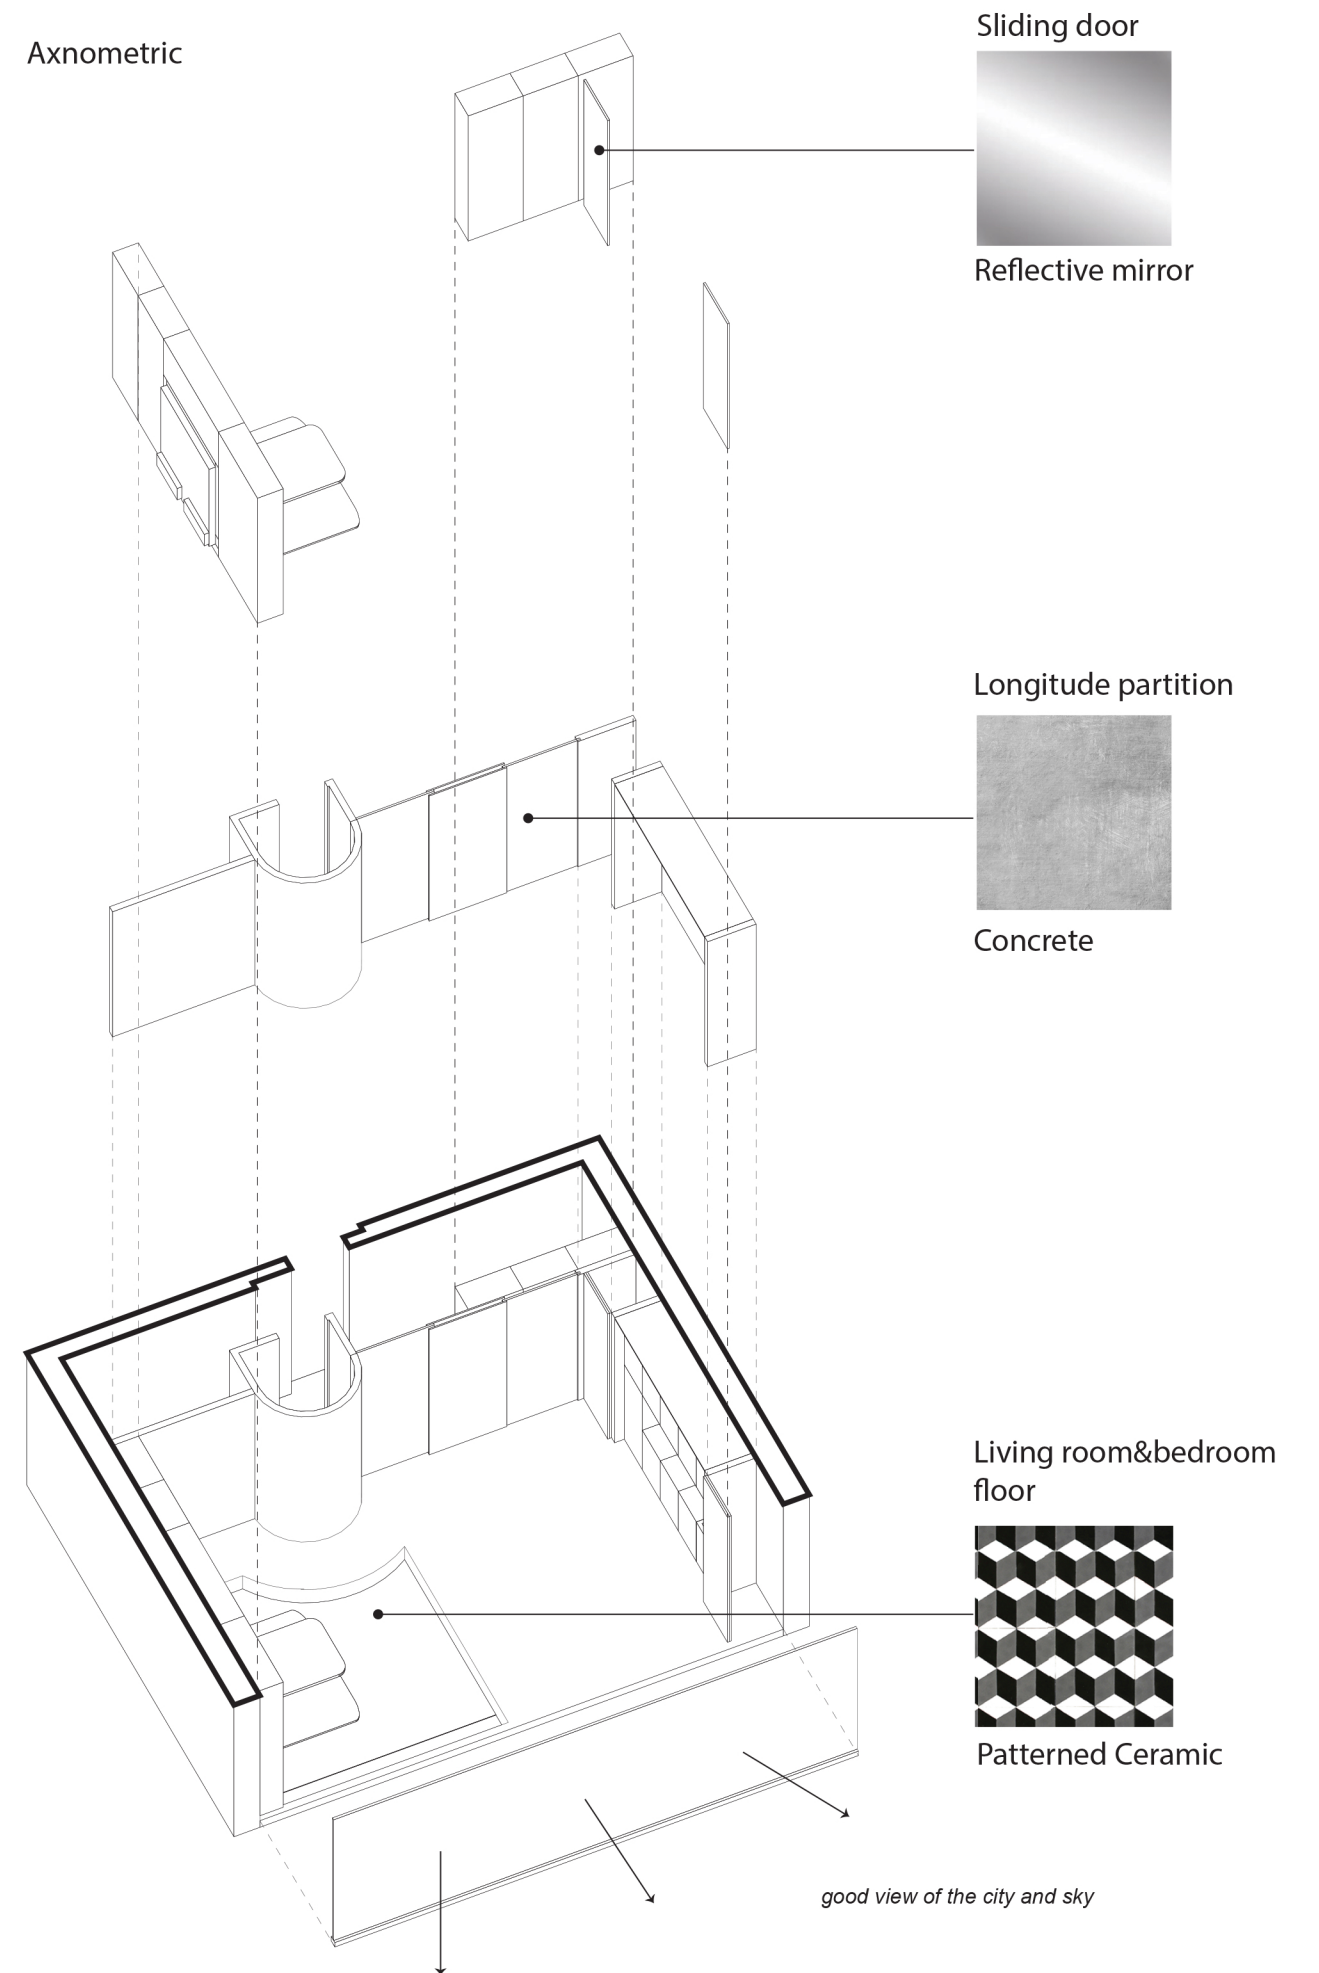 Axnometric
Sliding door
Reflective mirror
Longitude partition
Concrete
Living room&bedroom
floor
Patterned Ceramic
good view of the city and sky